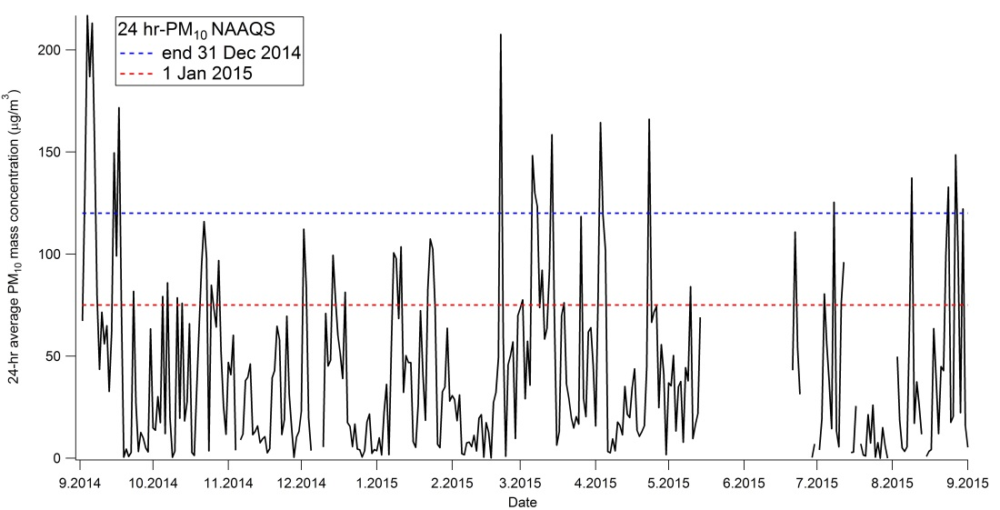 24 hr-PM10 NAAQS
end 31 Dec 2014
1 Jan 2015
24-hr average PM10 mass concentration (µg/m3)
200
150
100
50
0
9.2014 10.2014 11.2014 12.2014 1.2015 2.2015 3.2015 4.2015 5.2015 6.2015 7.2015 8.2015 9.2015
Date